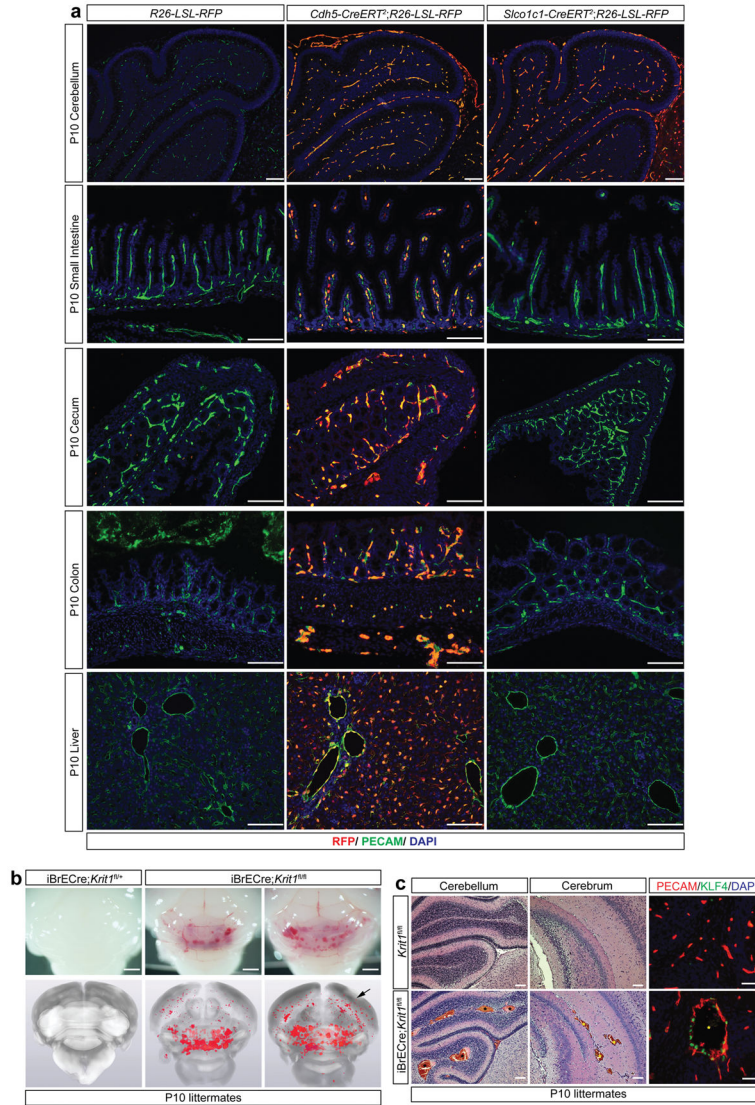 a
R26-LSL-RFP
Cdh5-CreERT²;R26-LSL-RFP
Slco1c1-CreERT²;R26-LSL-RFP
P10 Cerebellum
P10 Small Intestine
P10 Cecum
P10 Colon
P10 Liver
RFP/ PECAM/ DAPI
b
iBrECre;Krit1fl/+
iBrECre;Krit1fl/fl
P10 littermates
c
Cerebellum
Cerebrum
PECAM/KLF4/DAPI
Krit1fl/fl
iBrECre;Krit1fl/fl
P10 littermates